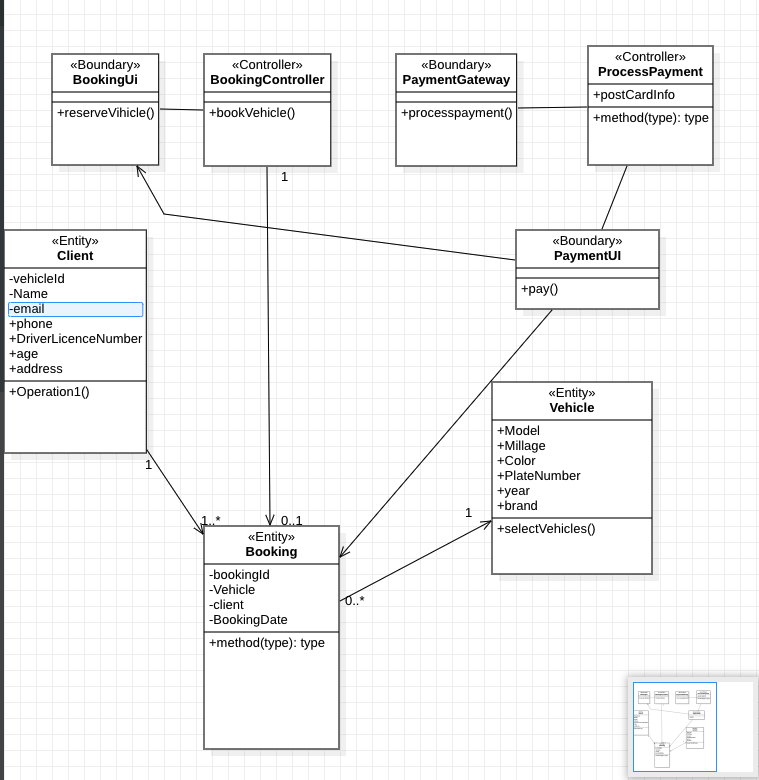 «Boundary»
BookingUi
+reserveVihicle()
«Controller»
BookingController
+bookVehicle()
«Boundary»
PaymentGateway
+processpayment()
«Controller»
ProcessPayment
+postCardInfo
+method(type): type
1
«Entity»
Client
-vehicleId
-Name
-email
+phone
+DriverLicenceNumber
+age
+address
+Operation1()
«Boundary»
PaymentUI
+pay()
«Entity»
Vehicle
+Model
+Millage
+Color
+PlateNumber
+year
+brand
+selectVehicles()
1
1..*
0..1
1
«Entity»
Booking
-bookingId
-Vehicle
-client
-BookingDate
+method(type): type
0..*